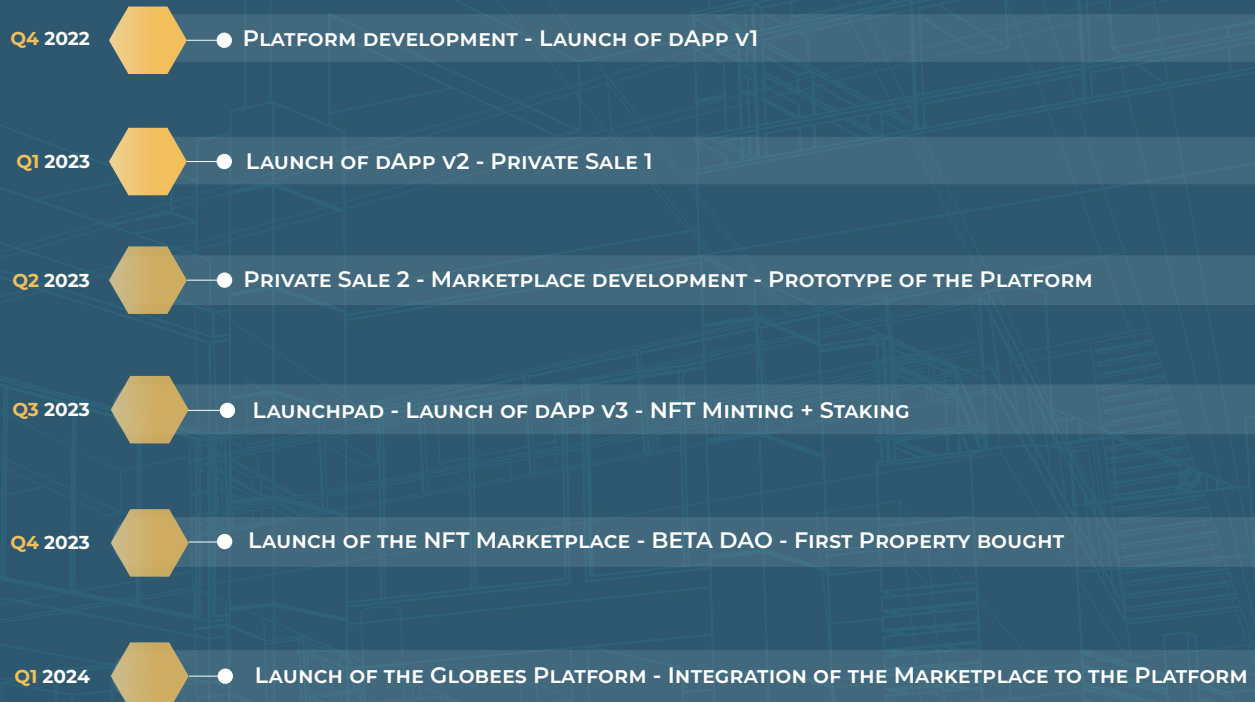 Q4 2022 Platform development - Launch of dApp v1
Q1 2023 Launch of dApp v2 - Private Sale 1
Q2 2023 Private Sale 2 - Marketplace development - Prototype of the Platform
Q3 2023 Launchpad - Launch of dApp v3 - NFT Minting + Staking
Q4 2023 Launch of the NFT Marketplace - BETA DAO - First Property bought
Q1 2024 Launch of the Globees Platform - Integration of the Marketplace to the Platform